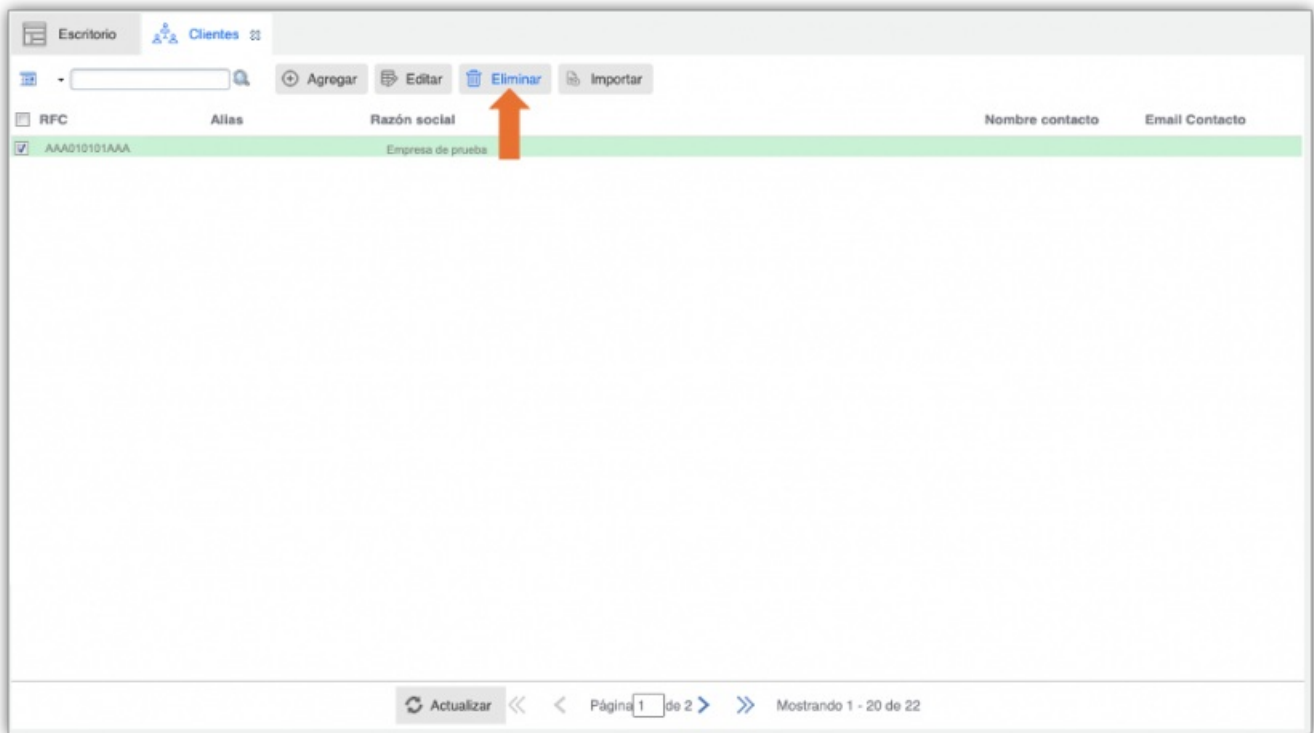 Escritorio Clientes
Agregar Editar Eliminar Importar
RFC Alias Razón social Nombre contacto Email Contacto
AAA010101AAA Empresa de prueba
Actualizar Página 1 de 2 Mostrando 1 - 20 de 22